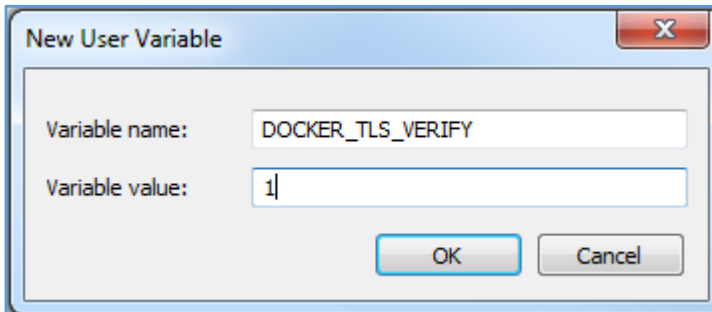 New User Variable
Variable name: DOCKER_TLS_VERIFY
Variable value: 1
OK Cancel